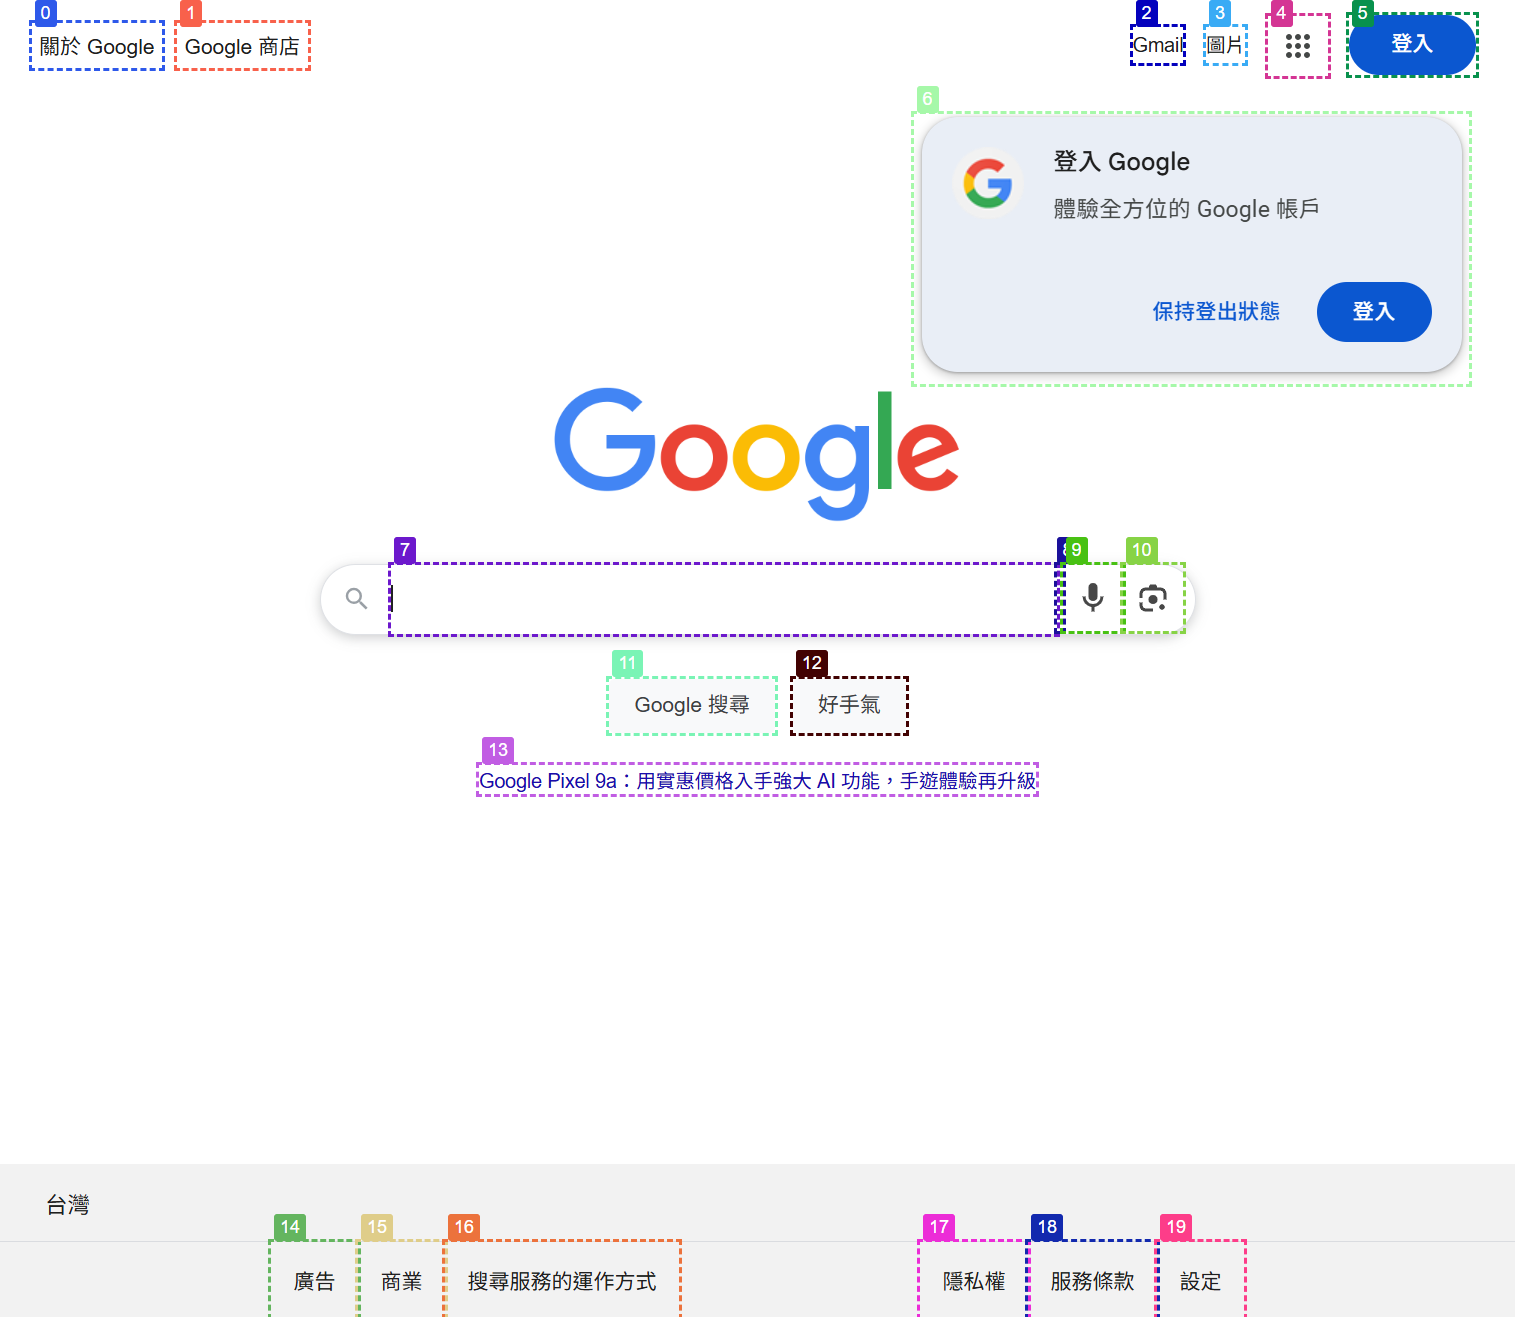 0
1
2
3
4
5
關於 Google
Google 商店
Gmail
圖片
登入
6
登入 Google
體驗全方位的 Google 帳戶
保持登出狀態
登入
Google
7
9
10
11
12
Google 搜尋
好手氣
13
Google Pixel 9a：用實惠價格入手強大 AI 功能，手遊體驗再升級
台灣
14
15
16
17
18
19
廣告
商業
搜尋服務的運作方式
隱私權
服務條款
設定